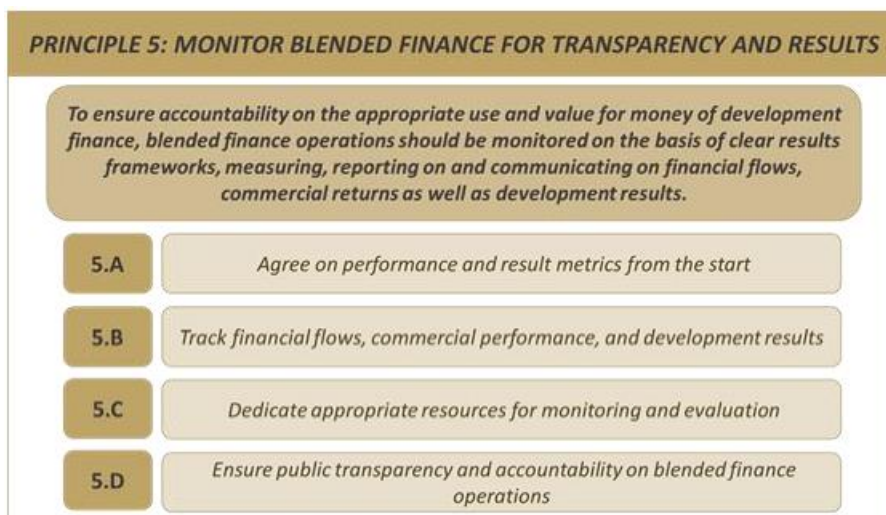 PRINCIPLE 5: MONITOR BLENDED FINANCE FOR TRANSPARENCY AND RESULTS
To ensure accountability on the appropriate use and value for money of development
finance, blended finance operations should be monitored on the basis of clear results
frameworks, measuring, reporting on and communicating on financial flows,
commercial returns as well as development results.
5.A
Agree on performance and result metrics from the start
5.B
Track financial flows, commercial performance, and development results
5.C
Dedicate appropriate resources for monitoring and evaluation
5.D
Ensure public transparency and accountability on blended finance
operations